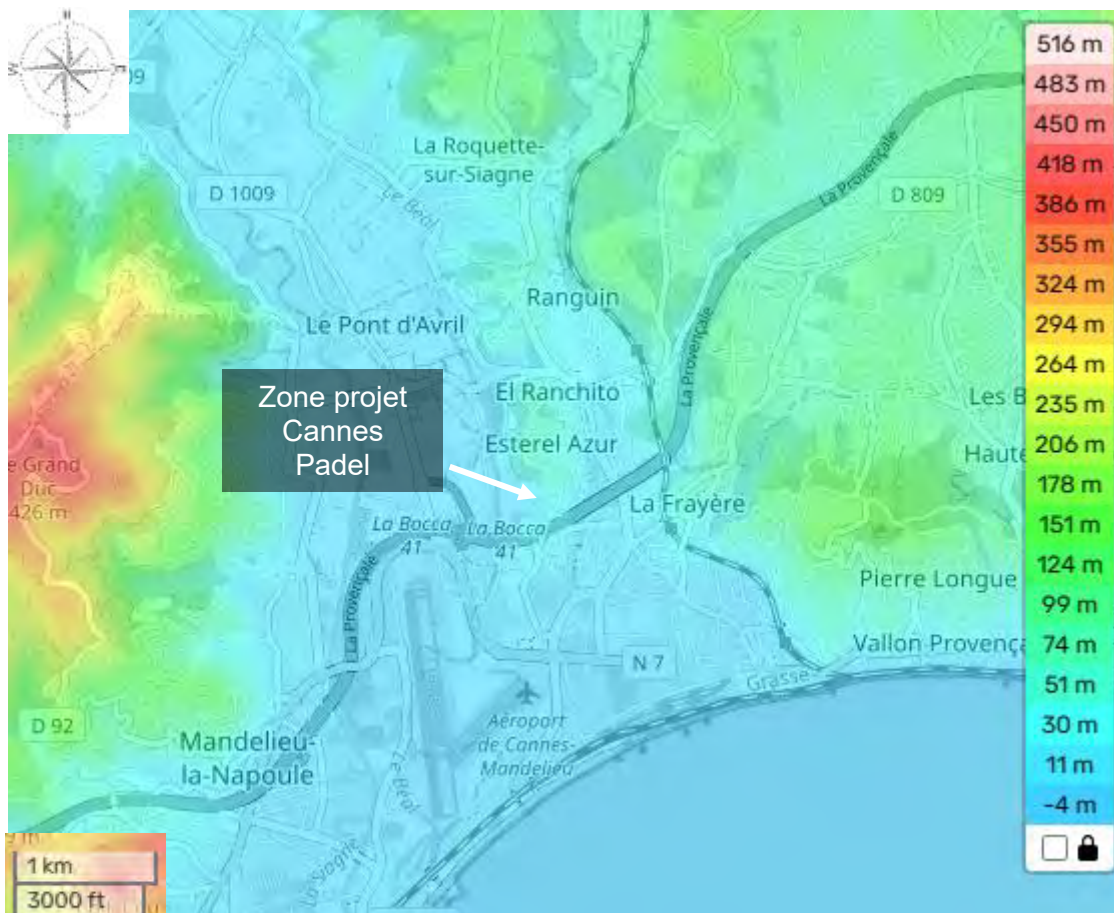 N
516 m
483 m
09
450 m
La Roquette-
sur-Siagne
418 m
La Provençale
D 1009
Le Béal
D 809
386 m
355 m
324 m
Ranguin
294 m
Le Pont d'Avril
La Provençale
264 m
Zone projet
Cannes
Padel
El Ranchito
Les B
235 m
Esterel Azur
Haute
206 m
e Grand
Duc
426 m
178 m
La Frayère
La Bocca
41
La Bocca
41
151 m
124 m
Pierre Longue
99 m
La Provençale
Vallon Provença
74 m
N 7
Grasse
51 m
D 92
Aéroport
de Cannes-
Mandelieu
30 m
Mandelieu-
la-Napoule
Le Béal
11 m
-4 m
La Siagne
1 km
3000 ft